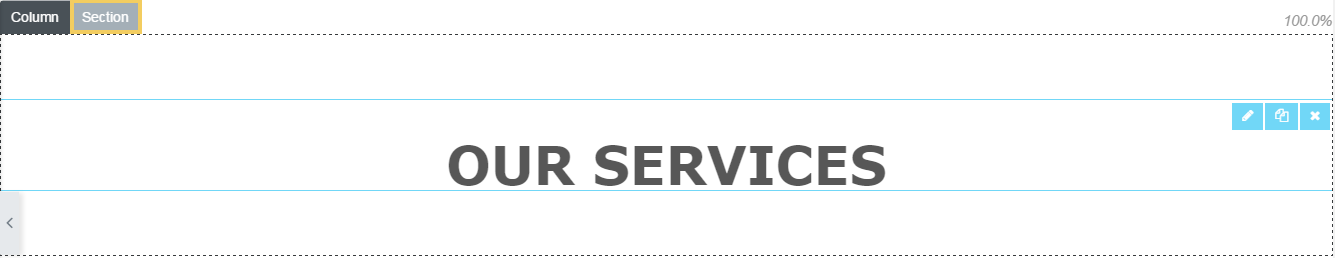 Column Section
100.0%
OUR SERVICES